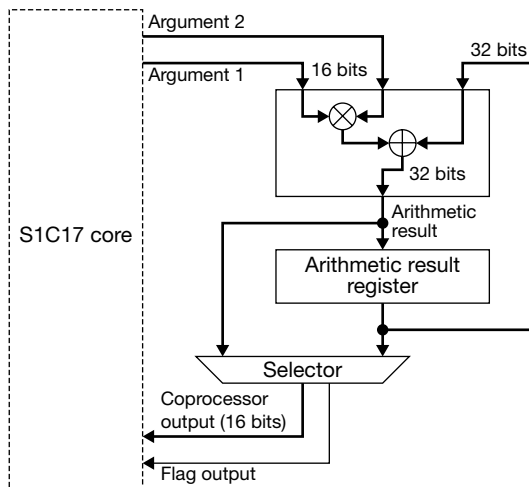 Argument 2
Argument 1
16 bits
32 bits
32 bits
Arithmetic
result
S1C17 core
Arithmetic result
register
Selector
Coprocessor
output (16 bits)
Flag output